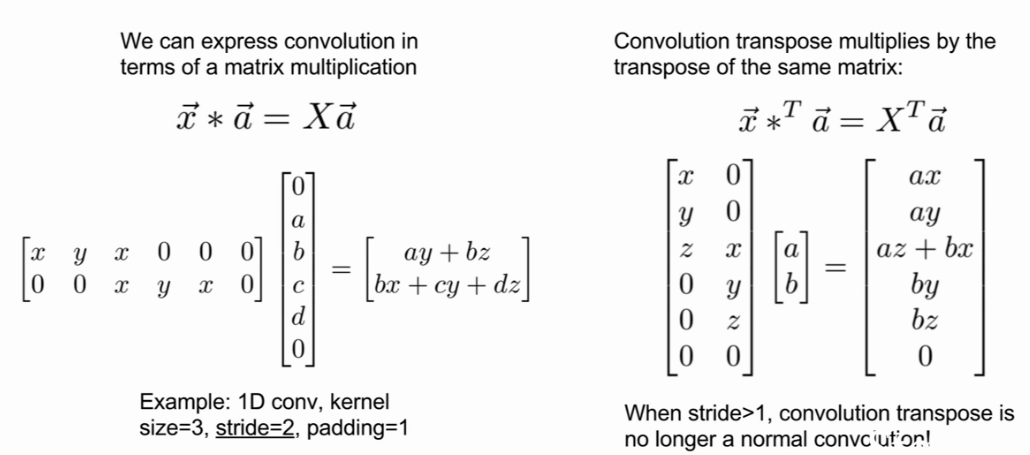 We can express convolution in
terms of a matrix multiplication
\vec{x} * \vec{a} = X\vec{a}
\begin{bmatrix} x & y & x & 0 & 0 & 0 \\ 0 & 0 & x & y & x & 0 \end{bmatrix} \begin{bmatrix} 0 \\ a \\ b \\ c \\ d \\ 0 \end{bmatrix} = \begin{bmatrix} ay + bz \\ bx + cy + dz \end{bmatrix}
Example: 1D conv, kernel
size=3, stride=2, padding=1
Convolution transpose multiplies by the
transpose of the same matrix:
\vec{x} *^T \vec{a} = X^T\vec{a}
\begin{bmatrix} x & 0 \\ y & 0 \\ z & x \\ 0 & y \\ 0 & z \\ 0 & 0 \end{bmatrix} \begin{bmatrix} a \\ b \end{bmatrix} = \begin{bmatrix} ax \\ ay \\ az + bx \\ by \\ bz \\ 0 \end{bmatrix}
When stride>1, convolution transpose is
no longer a normal convolution!